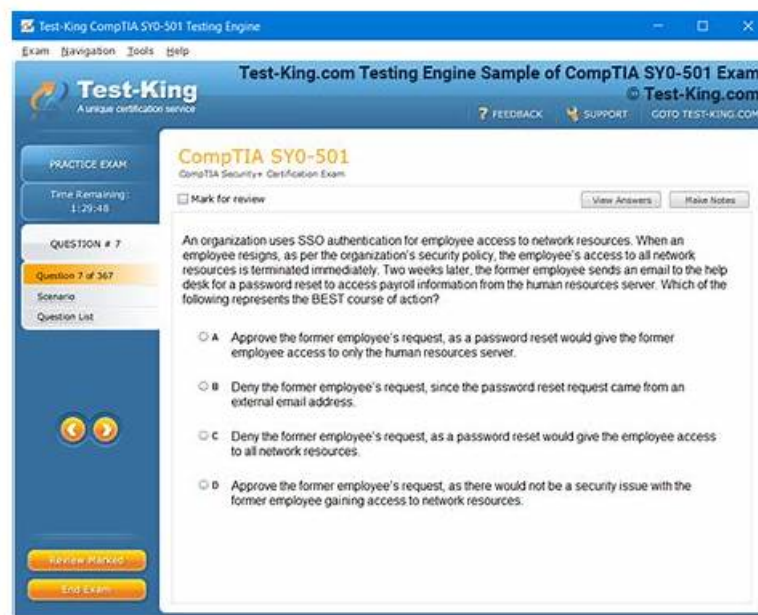 Test-King CompTIA SY0-501 Testing Engine
Exam Navigation Tools Help
Test-King.com Testing Engine Sample of CompTIA SY0-501 Exam
© Test-King.com
Test-King
A unique certification service
? FEEDBACK SUPPORT GOTO TEST-KING.COM
PRACTICE EXAM
Time Remaining:
1:29:48
QUESTION # 7
Question 7 of 367
Scenario
Question List
CompTIA SY0-501
CompTIA Security+ Certification Exam
Mark for review
View Answers
Make Notes
An organization uses SSO authentication for employee access to network resources. When an
employee resigns, as per the organization's security policy, the employee's access to all network
resources is terminated immediately. Two weeks later, the former employee sends an email to the help
desk for a password reset to access payroll information from the human resources server. Which of the
following represents the BEST course of action?
A Approve the former employee's request, as a password reset would give the former
employee access to only the human resources server.
B Deny the former employee's request, since the password reset request came from an
external email address.
C Deny the former employee's request, as a password reset would give the employee access
to all network resources.
D Approve the former employee's request, as there would not be a security issue with the
former employee gaining access to network resources.
Review Marked
End Exam